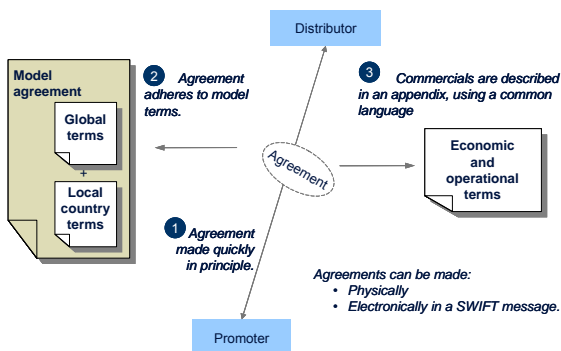 Distributor
Model
agreement
Global
terms
+
Local
country
terms
2 Agreement
adheres to model
terms.
3 Commercials are described
in an appendix, using a common
language
Agreement
Economic
and
operational
terms
1 Agreement
made quickly
in principle.
Agreements can be made:
• Physically
• Electronically in a SWIFT message.
Promoter